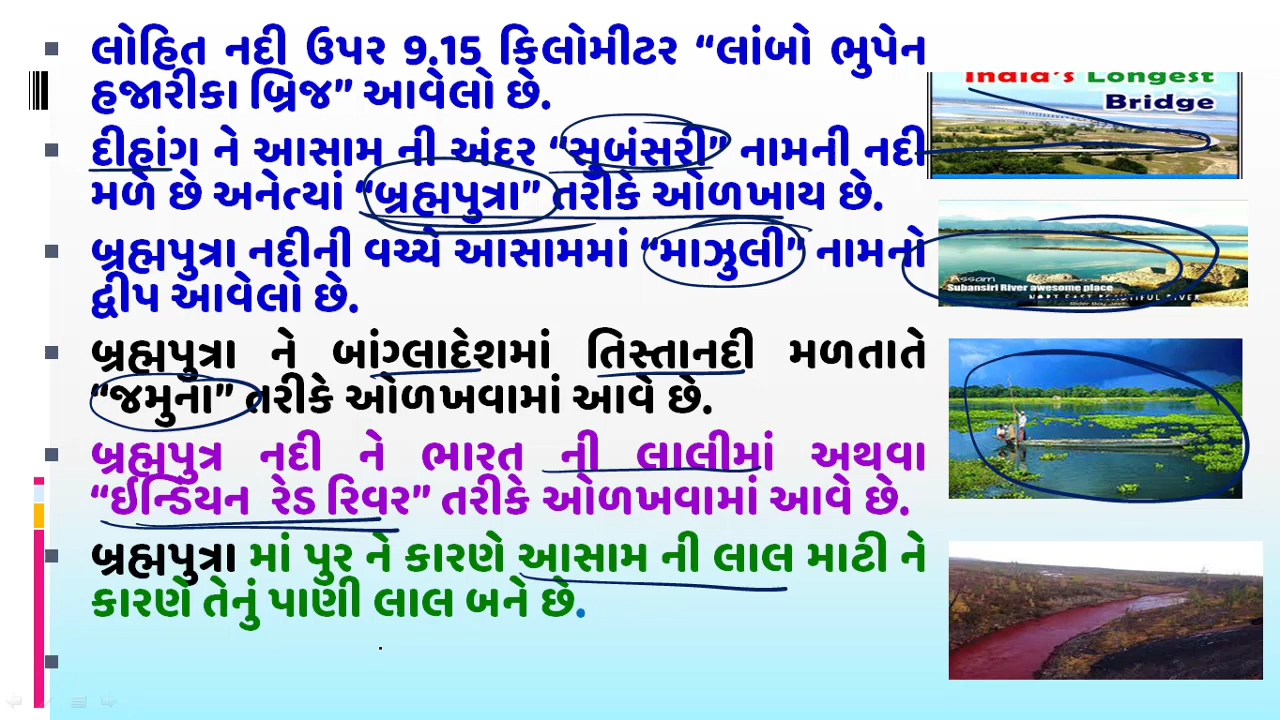 લોહિત નદી ઉપર 9.15 કિલોમીટર “લાંબો ભુપેન
હજારીકા બ્રિજ” આવેલો છે.
દીહાંગ ને આસામ ની અંદર “સુબંસરી” નામની નદી
મળે છે અનેત્યાં “બ્રહ્મપુત્રા” તરીકે ઓળખાય છે.
બ્રહ્મપુત્રા નદીની વચ્ચે આસામમાં “માઝુલી” નામનો
દ્વીપ આવેલો છે.
બ્રહ્મપુત્રા ને બાંગ્લાદેશમાં તિસ્તાનદી મળતાતે
“જમુના” તરીકે ઓળખવામાં આવે છે.
બ્રહ્મપુત્ર નદી ને ભારત ની લાલીમાં અથવા
“ઈન્ડિયન રેડ રિવર” તરીકે ઓળખવામાં આવે છે.
બ્રહ્મપુત્રા માં પુર ને કારણે આસામ ની લાલ માટી ને
કારણે તેનું પાણી લાલ બને છે.
India's Longest
Bridge
Assam
Subansiri River awesome place